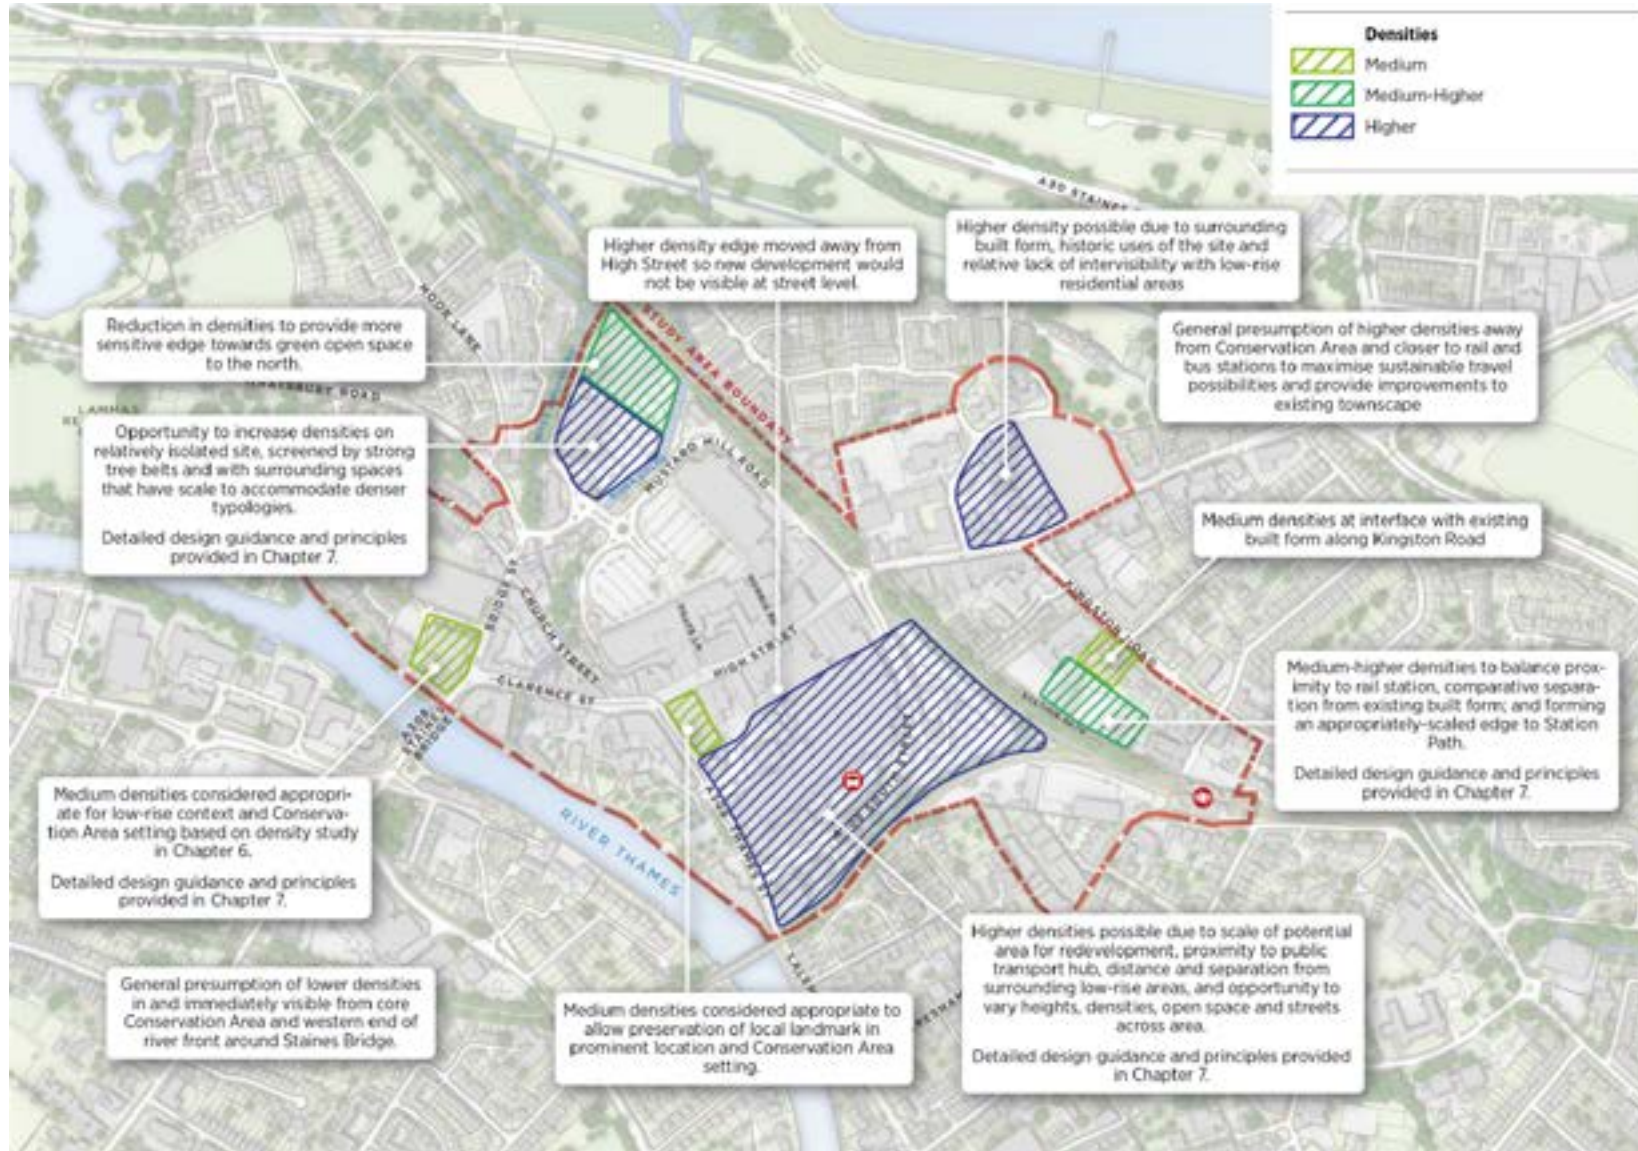 Densities
Medium
Medium-Higher
Higher
A30 STAINES
Higher density possible due to surrounding
built form, historic uses of the site and
relative lack of intervisibility with low-rise
residential areas
Higher density edge moved away from
High Street so new development would
not be visible at street level.
MOOR LANE
STUDY AREA BOUNDARY
Reduction in densities to provide more
sensitive edge towards green open space
to the north.
General presumption of higher densities away
from Conservation Area and closer to rail and
bus stations to maximise sustainable travel
possibilities and provide improvements to
existing townscape
ROAD
LAMMAS
Opportunity to increase densities on
relatively isolated site, screened by strong
tree belts and with surrounding spaces
that have scale to accommodate denser
typologies.
Detailed design guidance and principles
provided in Chapter 7.
MUSTARD MILL ROAD
Medium densities at interface with existing
built form along Kingston Road
BRIDGE ST
CHURCH STREET
KINGSTON ROAD
HIGH STREET
CLARENCE ST
Medium-higher densities to balance prox-
imity to rail station, comparative separa-
tion from existing built form; and forming
an appropriately-scaled edge to Station
Path.
Detailed design guidance and principles
provided in Chapter 7.
A308
STAINES
BRIDGE
SOUTH STREET
A308 THAMES ST
Medium densities considered appropri-
ate for low-rise context and Conserva-
tion Area setting based on density study
in Chapter 6.
Detailed design guidance and principles
provided in Chapter 7.
RIVER THAMES
Higher densities possible due to scale of potential
area for redevelopment, proximity to public
transport hub, distance and separation from
surrounding low-rise areas, and opportunity to
vary heights, densities, open space and streets
across area.
Detailed design guidance and principles provided
in Chapter 7.
General presumption of lower densities
in and immediately visible from core
Conservation Area and western end of
river front around Staines Bridge.
Medium densities considered appropriate to
allow preservation of local landmark in
prominent location and Conservation Area
setting.